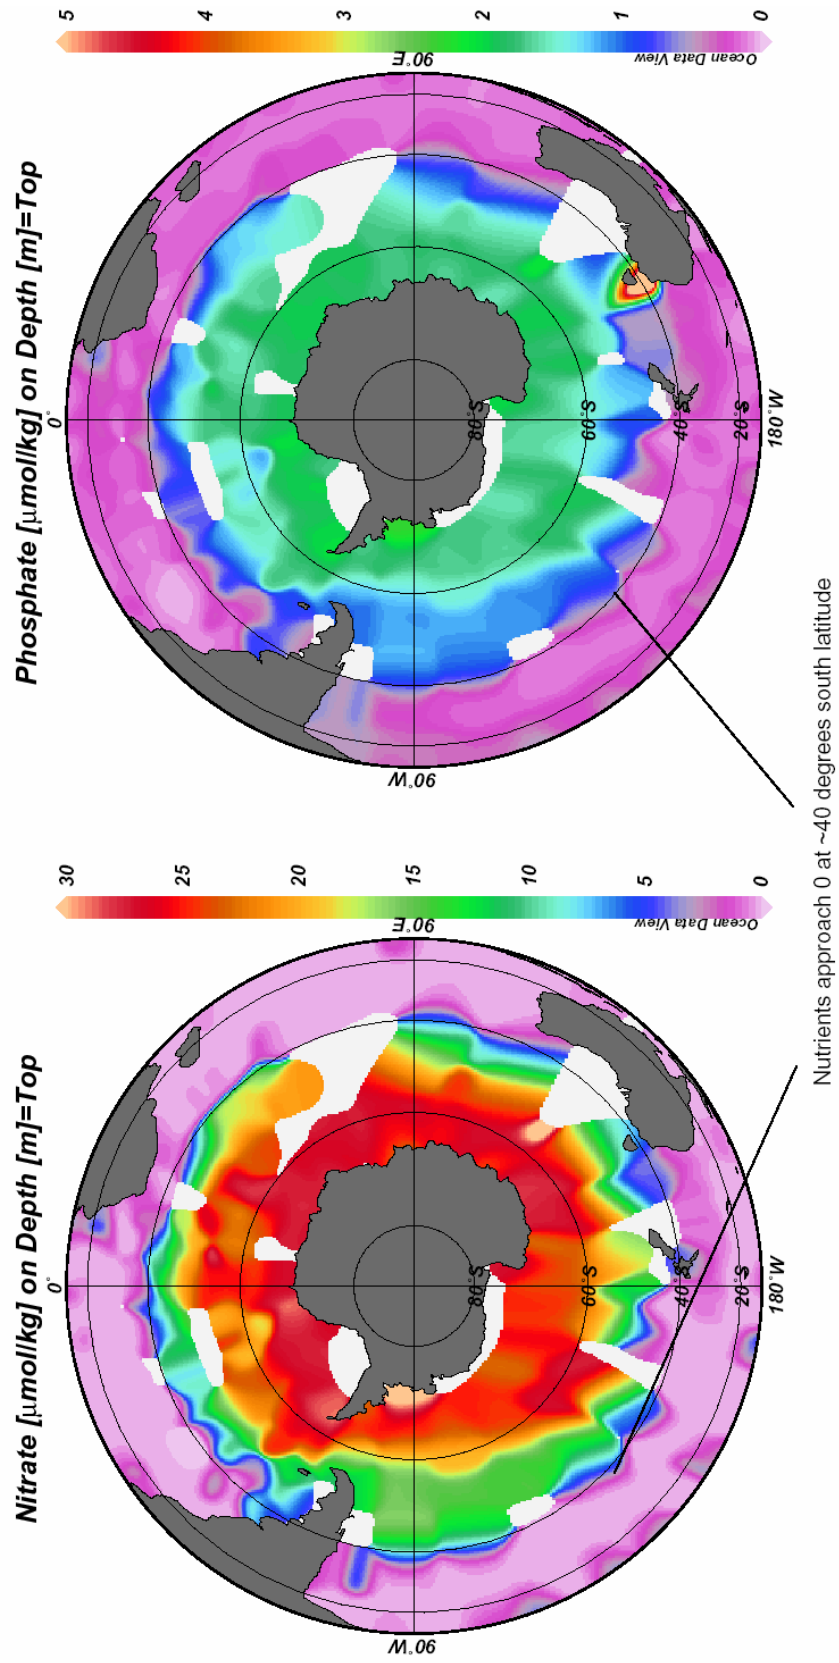 Phosphate [µmol/kg] on Depth [m]=Top
0°
90°E
90°W
180°W
80°S
60°S
40°S
20°S
5
4
3
2
1
0
Ocean Data View
Nitrate [µmol/kg] on Depth [m]=Top
0°
90°E
90°W
180°W
80°S
60°S
40°S
20°S
30
25
20
15
10
5
0
Ocean Data View
Nutrients approach 0 at ~40 degrees south latitude